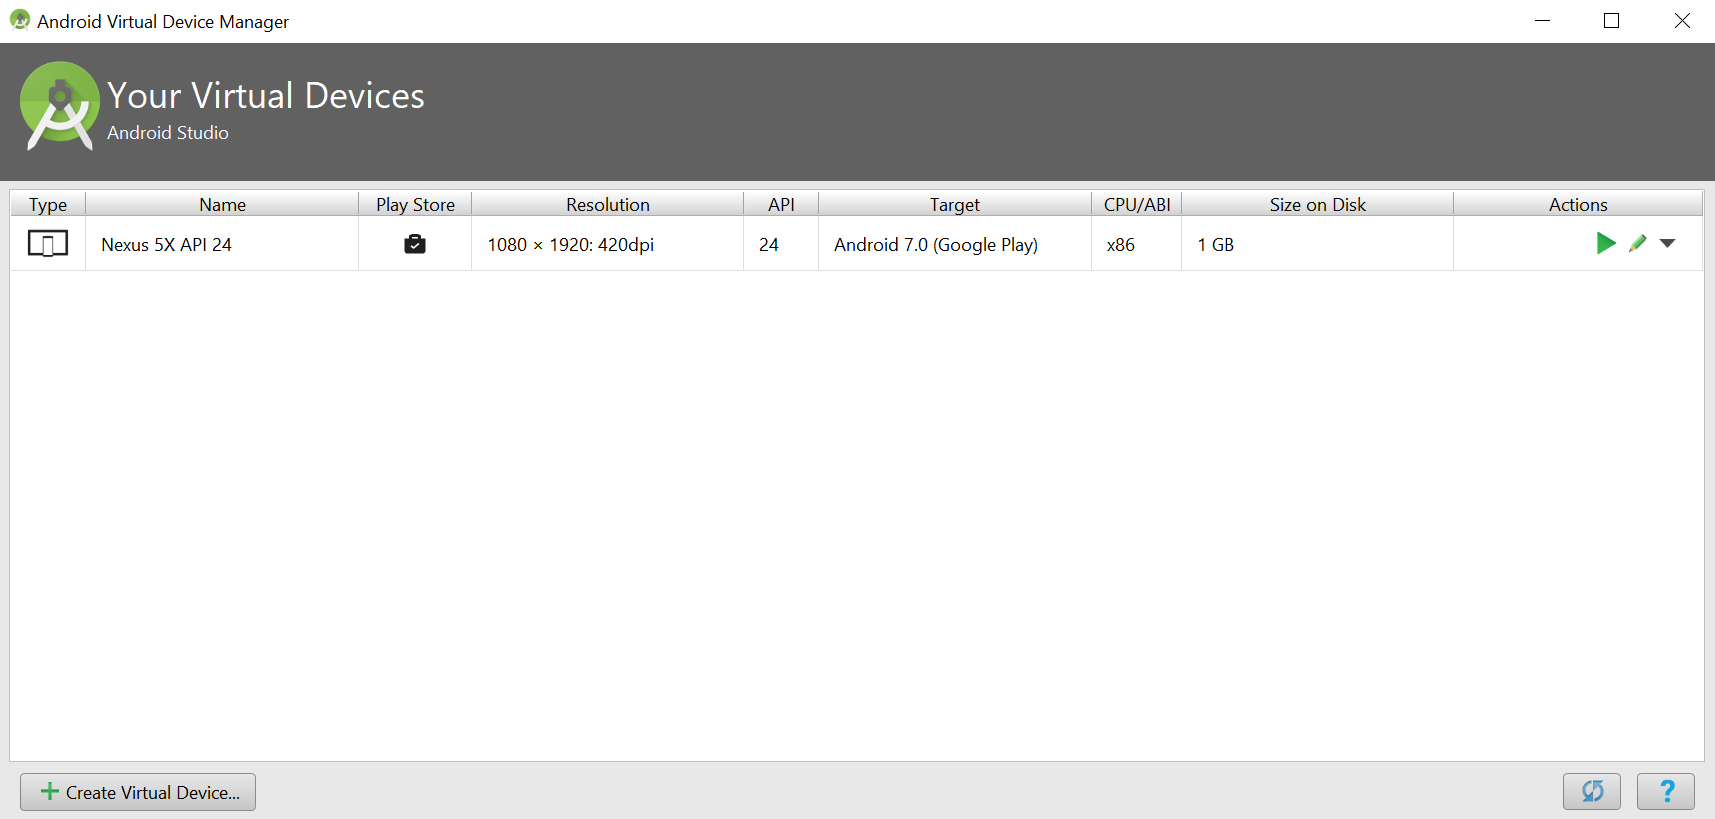 Android Virtual Device Manager
Your Virtual Devices
Android Studio
Type Name Play Store Resolution API Target CPU/ABI Size on Disk Actions
Nexus 5X API 24 1080 × 1920: 420dpi 24 Android 7.0 (Google Play) x86 1 GB
Create Virtual Device... ?